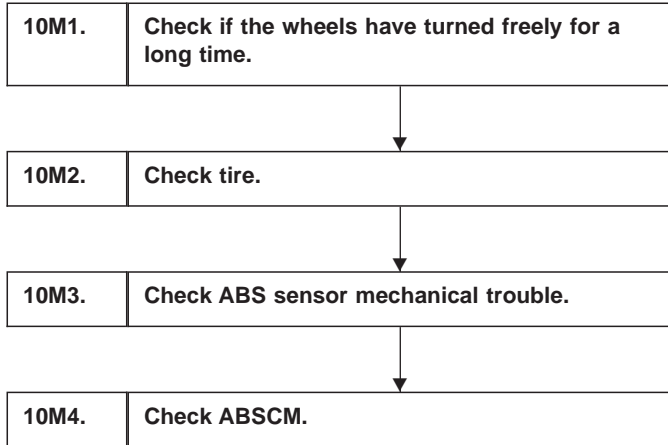 10M1. Check if the wheels have turned freely for a
long time.
10M2. Check tire.
10M3. Check ABS sensor mechanical trouble.
10M4. Check ABSCM.